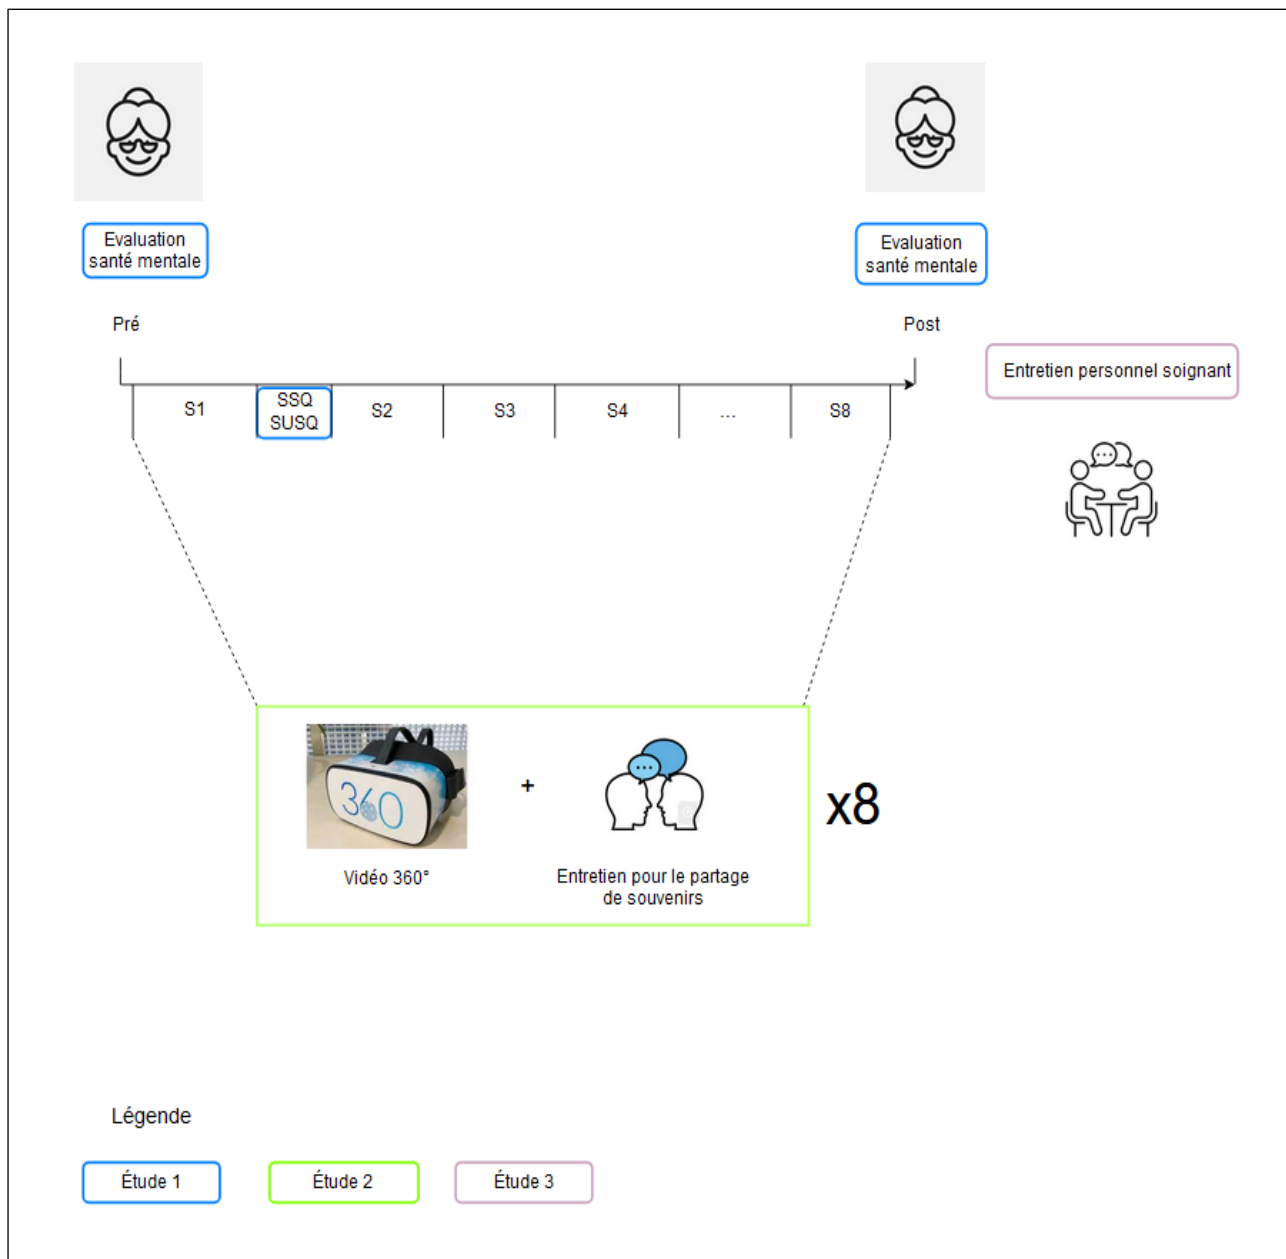 Evaluation
santé mentale
Evaluation
santé mentale
Pré
Post
Entretien personnel soignant
S1
SSQ
SUSQ
S2
S3
S4
...
S8
360
+
x8
Vidéo 360°
Entretien pour le partage
de souvenirs
Légende
Étude 1
Étude 2
Étude 3